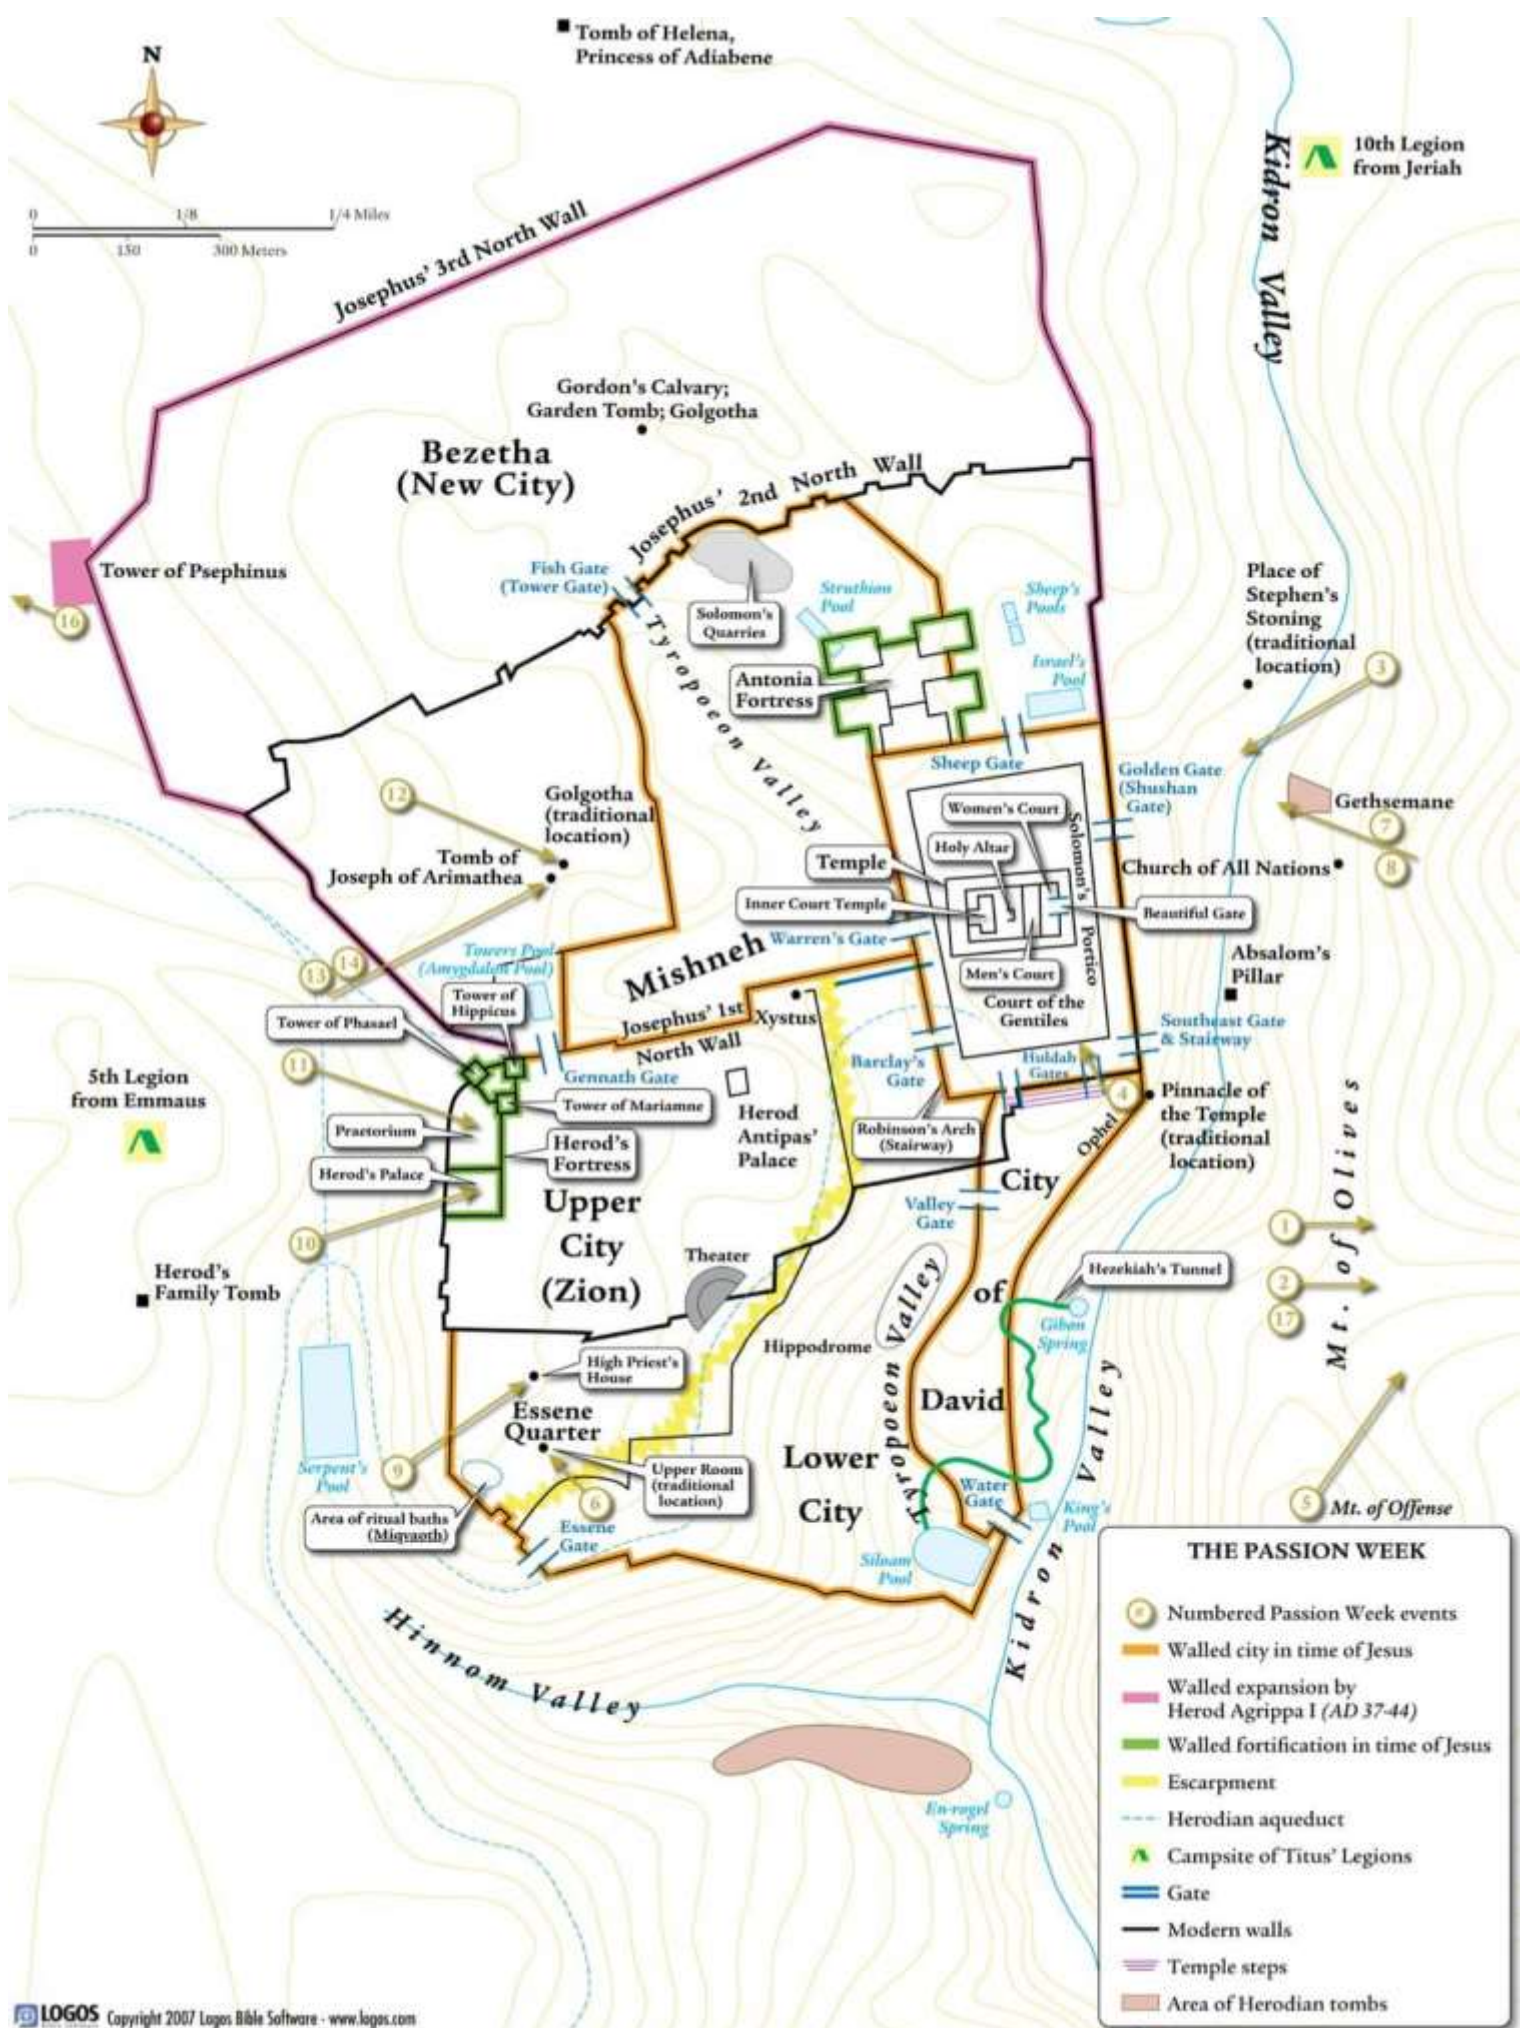 Tomb of Helena,
Princess of Adiabene
N
10th Legion
from Jeriah
Kidron Valley
0 1/8 1/4 Miles
0 150 300 Meters
Josephus' 3rd North Wall
Gordon's Calvary;
Garden Tomb; Golgotha
Bezetha
(New City)
Josephus' 2nd North Wall
Tower of Psephinus
16
Fish Gate
(Tower Gate)
Solomon's
Quarries
Struthion
Pool
Sheep's
Pools
Israel's
Pool
Place of
Stephen's
Stoning
(traditional
location)
3
Antonia
Fortress
Tyropoeon Valley
Sheep Gate
Golden Gate
(Shushan
Gate)
Gethsemane
7
8
12
Golgotha
(traditional
location)
Tomb of
Joseph of Arimathea
Women's Court
Holy Altar
Temple
Solomon's Portico
Church of All Nations
Inner Court Temple
Beautiful Gate
Warren's Gate
Mishneh
Men's Court
Court of the
Gentiles
Absalom's
Pillar
13
14
Towers Pool
(Amygdalon Pool)
Tower of
Hippicus
Tower of Phasael
Josephus' 1st
North Wall
Xystus
Southeast Gate
& Stairway
Barclay's
Gate
Huldah
Gates
11
5th Legion
from Emmaus
Gennath Gate
Tower of Mariamne
Herod
Antipas'
Palace
4
Pinnacle of
the Temple
(traditional
location)
Praetorium
Herod's
Fortress
Robinson's Arch
(Stairway)
Ophel
Herod's Palace
Upper
City
(Zion)
City
of
David
Valley
Gate
10
Mt. of Olives
1
2
17
Herod's
Family Tomb
Theater
Hezekiah's Tunnel
Gihon
Spring
Hippodrome
Tyropoeon Valley
High Priest's
House
Essene
Quarter
Serpent's
Pool
9
Upper Room
(traditional
location)
6
Lower
City
Water
Gate
King's
Pool
Kidron Valley
5
Mt. of Offense
Area of ritual baths
(Miqvaoth)
Essene
Gate
Siloam
Pool
Hinnom Valley
En-rogel
Spring
THE PASSION WEEK
# Numbered Passion Week events
Walled city in time of Jesus
Walled expansion by
Herod Agrippa I (AD 37-44)
Walled fortification in time of Jesus
Escarpment
Herodian aqueduct
Campsite of Titus' Legions
Gate
Modern walls
Temple steps
Area of Herodian tombs
LOGOS Copyright 2007 Logos Bible Software - www.logos.com